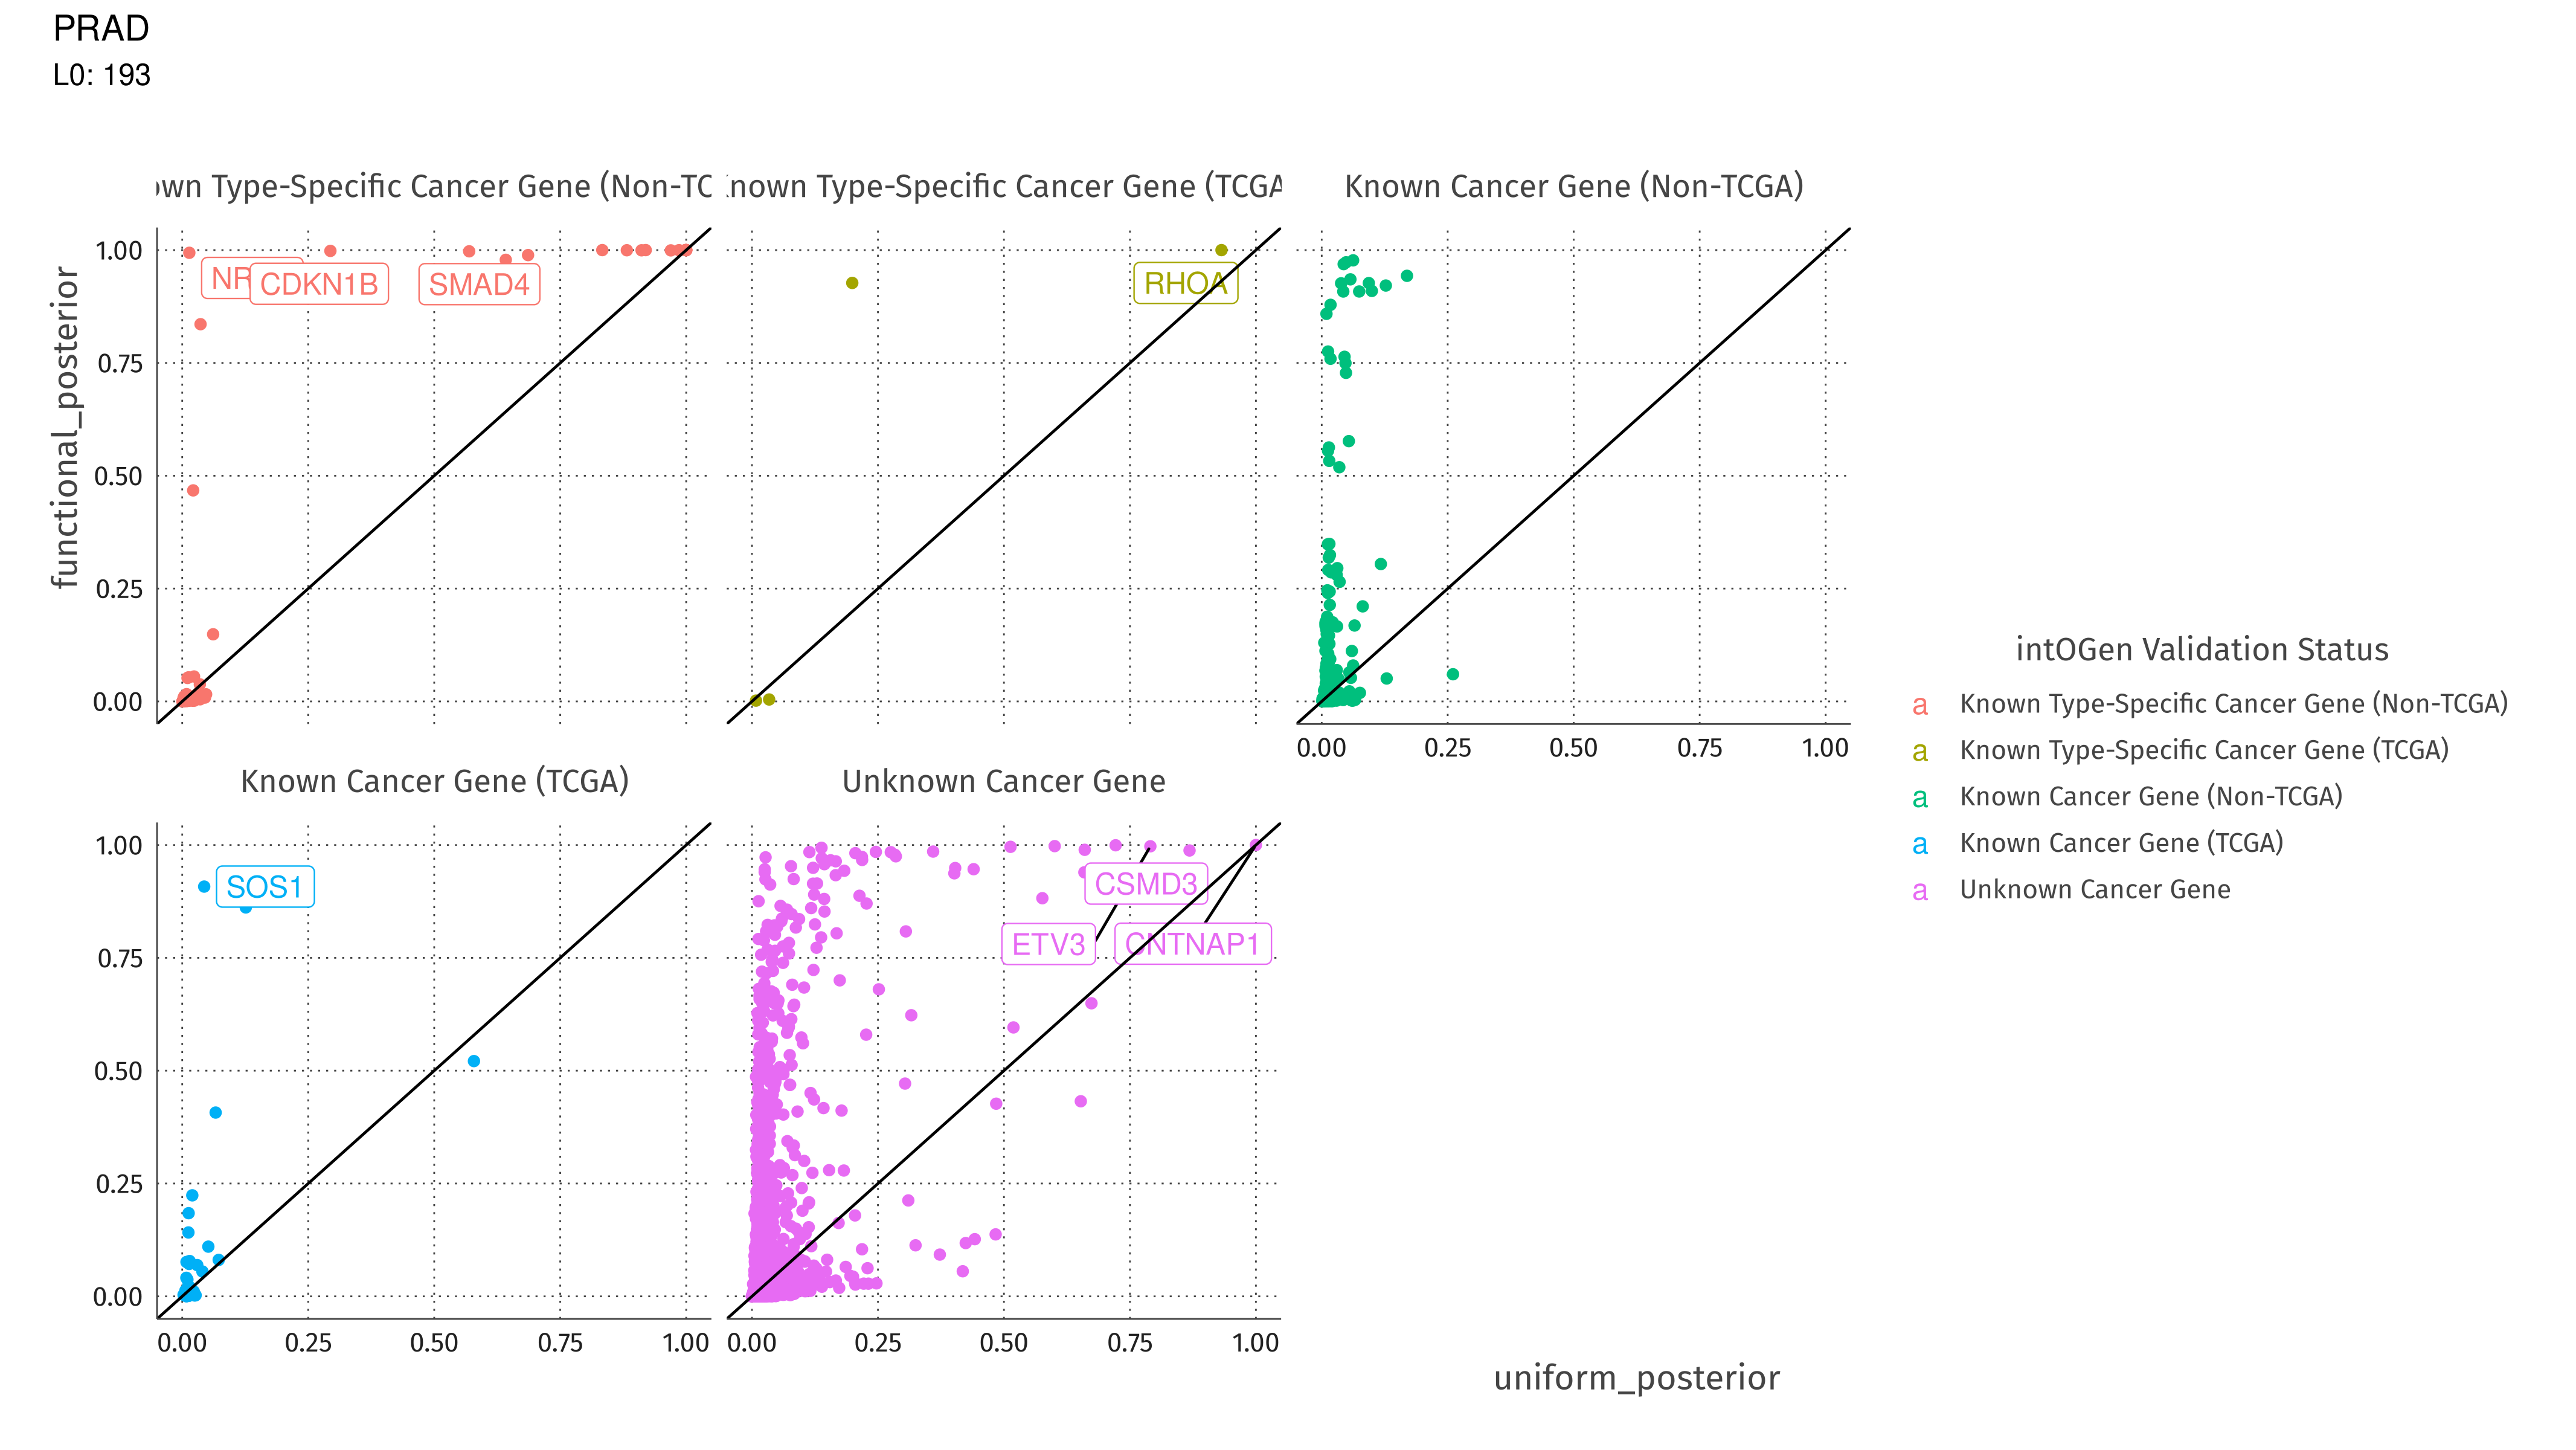 PRAD
L0: 193
own Type-Specific Cancer Gene (Non-TC
Known Type-Specific Cancer Gene (TCGA
Known Cancer Gene (Non-TCGA)
functional_posterior
1.00
0.75
0.50
0.25
0.00
NR
CDKN1B
SMAD4
RHOA
0.00 0.25 0.50 0.75 1.00
Known Cancer Gene (TCGA)
Unknown Cancer Gene
1.00
0.75
0.50
0.25
0.00
SOS1
CSMD3
ETV3
CNTNAP1
0.00 0.25 0.50 0.75 1.00
0.00 0.25 0.50 0.75 1.00
uniform_posterior
intOGen Validation Status
a Known Type-Specific Cancer Gene (Non-TCGA)
a Known Type-Specific Cancer Gene (TCGA)
a Known Cancer Gene (Non-TCGA)
a Known Cancer Gene (TCGA)
a Unknown Cancer Gene